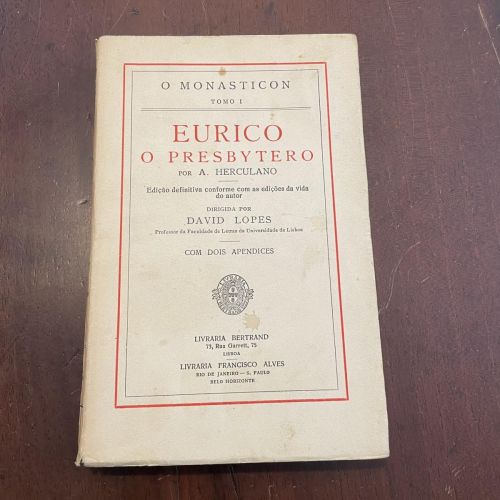 O MONASTICON
TOMO I
EURICO
O PRESBYTERO
POR A. HERCULANO
Edição definitiva conforme com as edições da vida
do autor
DIRIGIDA POR
DAVID LOPES
Professor da Faculdade de Letras da Universidade de Lisboa
COM DOIS APENDICES
LIVRARIA BERTRAND
73, Rua Garrett, 75
LISBOA
LIVRARIA FRANCISCO ALVES
RIO DE JANEIRO — S. PAULO
BELO HORIZONTE